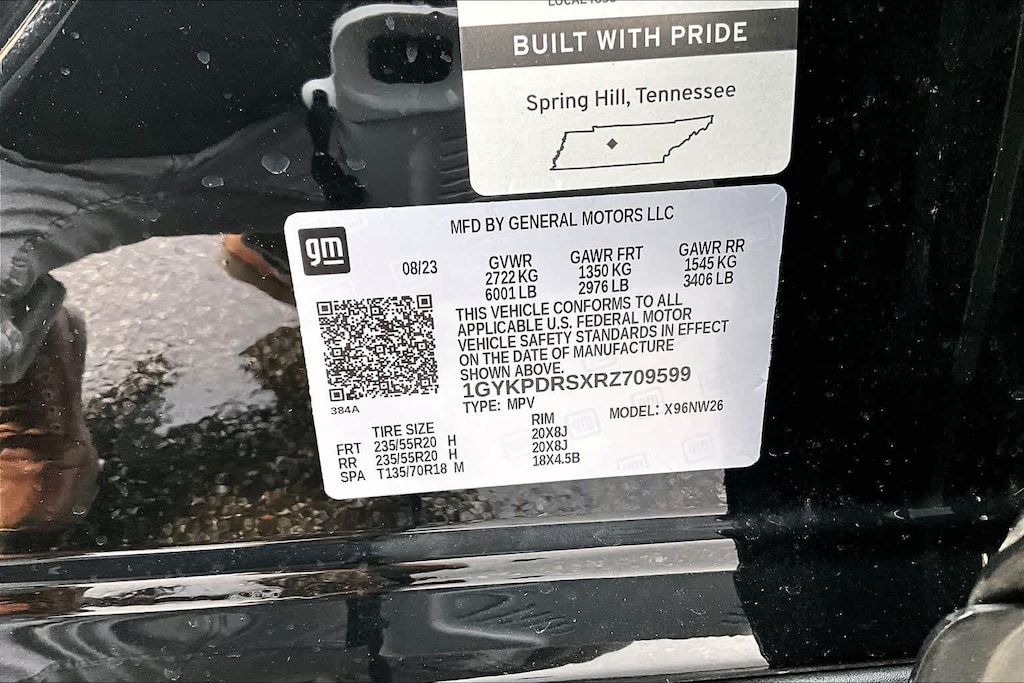 BUILT WITH PRIDE
Spring Hill, Tennessee
MFD BY GENERAL MOTORS LLC
gm
08/23
GVWR GAWR FRT GAWR RR
2722 KG 1350 KG 1545 KG
6001 LB 2976 LB 3406 LB
THIS VEHICLE CONFORMS TO ALL
APPLICABLE U.S. FEDERAL MOTOR
VEHICLE SAFETY STANDARDS IN EFFECT
ON THE DATE OF MANUFACTURE
SHOWN ABOVE.
1GYKPDRSXRZ709599
384A
TYPE: MPV MODEL: X96NW26
TIRE SIZE RIM
FRT 235/55R20 H 20X8J
RR 235/55R20 H 20X8J
SPA T135/70R18 M 18X4.5B